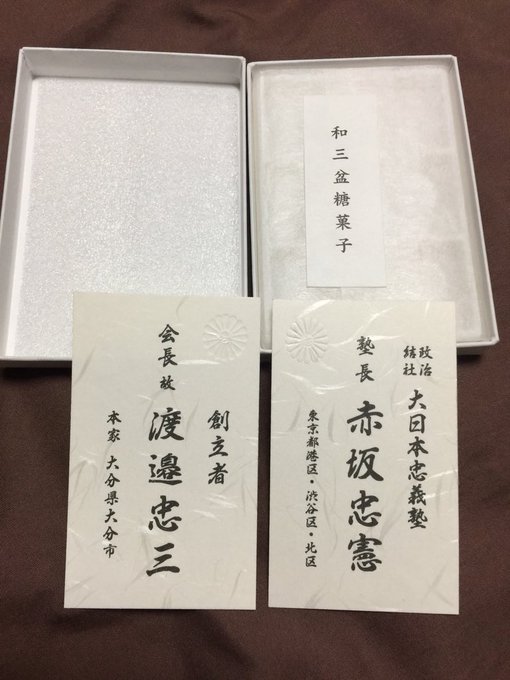 和三盆糖菓子
政治
結社
大日本忠義塾
塾長 赤坂忠憲
東京都港区・渋谷区・北区
創立者
会長 故 渡邉忠三
本家 大分県大分市